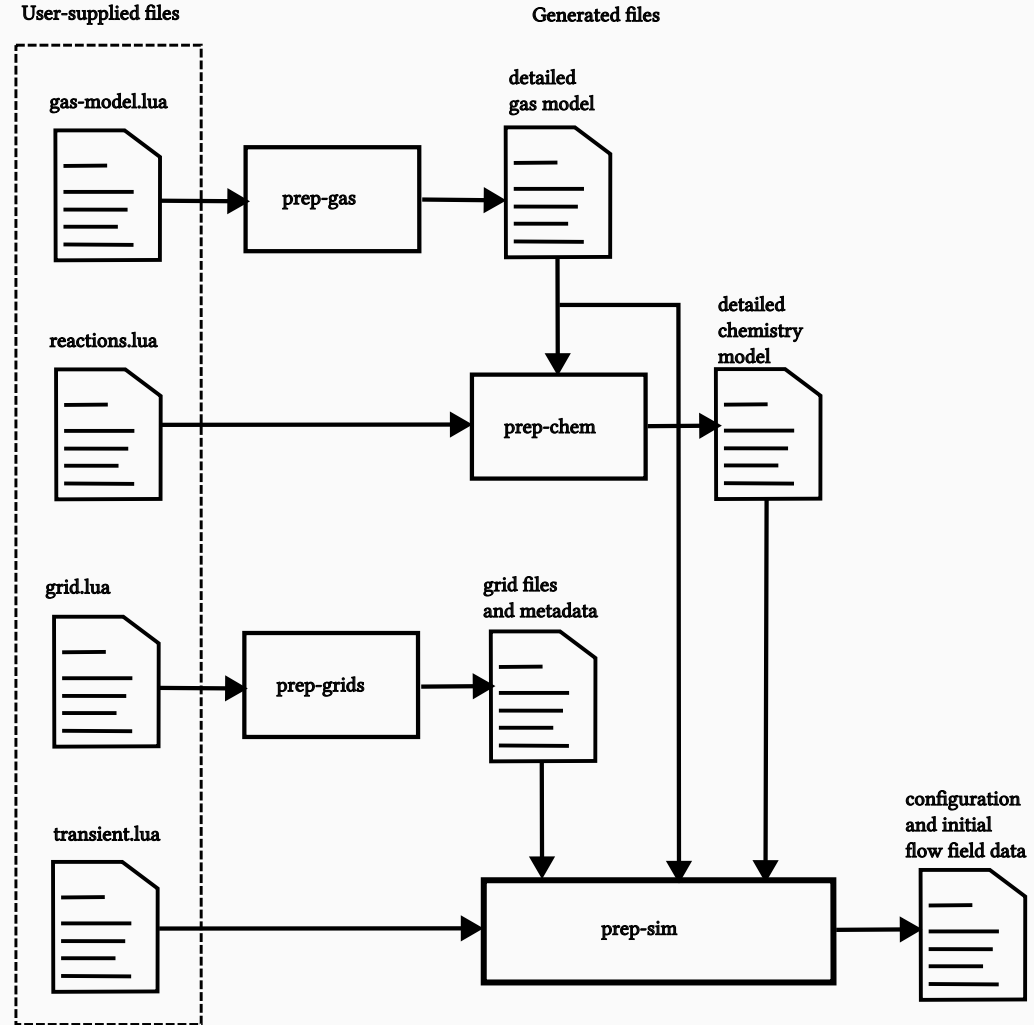 User-supplied files
Generated files
detailed
gas model
gas-model.lua
prep-gas
detailed
chemistry
model
reactions.lua
prep-chem
grid.lua
grid files
and metadata
prep-grids
configuration
and initial
flow field data
transient.lua
prep-sim